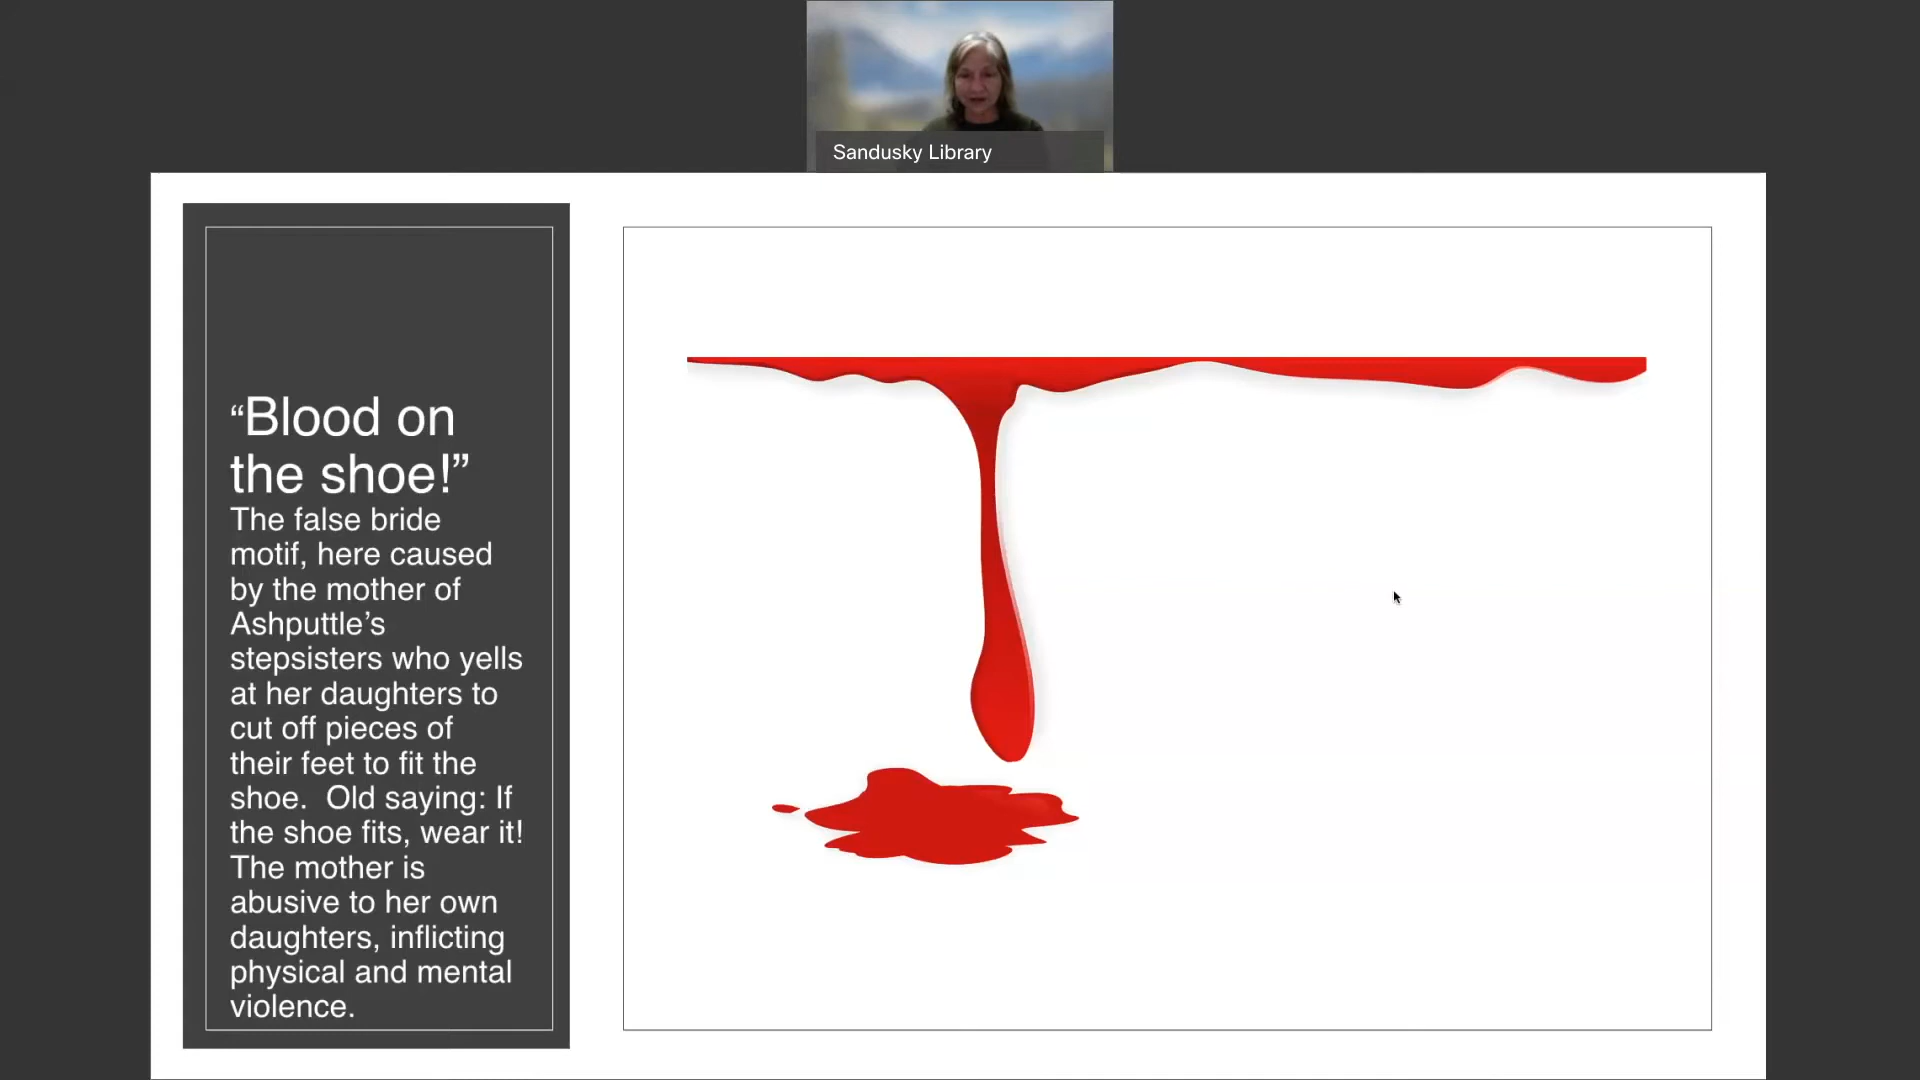 Sandusky Library
“Blood on
the shoe!”
The false bride
motif, here caused
by the mother of
Ashputtle’s
stepsisters who yells
at her daughters to
cut off pieces of
their feet to fit the
shoe.  Old saying: If
the shoe fits, wear it!
The mother is
abusive to her own
daughters, inflicting
physical and mental
violence.